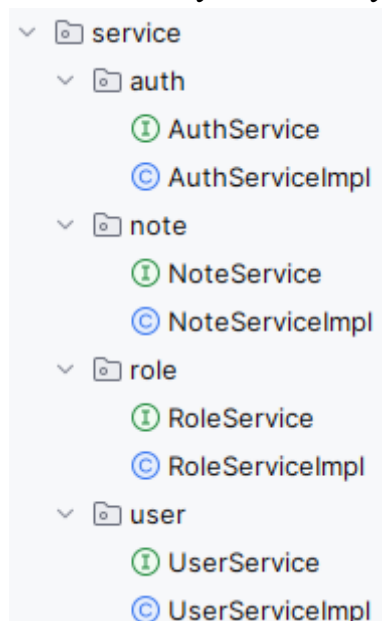 service
auth
AuthService
AuthServiceImpl
note
NoteService
NoteServiceImpl
role
RoleService
RoleServiceImpl
user
UserService
UserServiceImpl